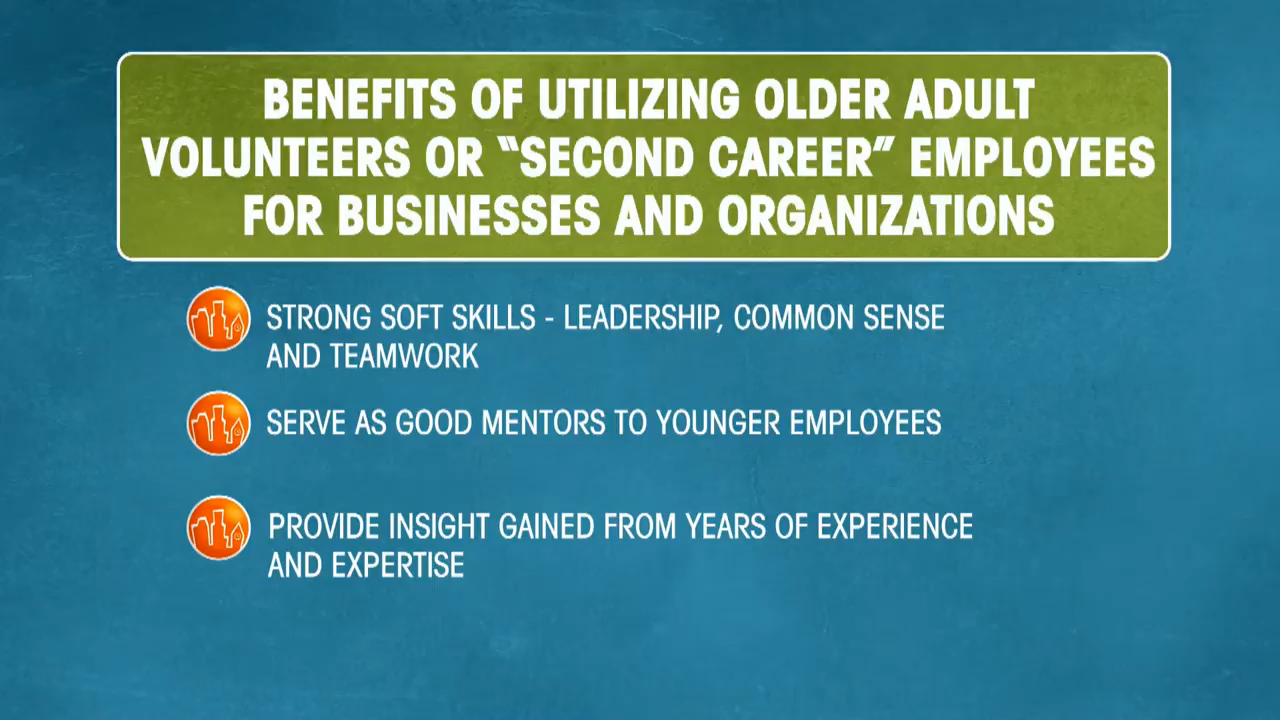 BENEFITS OF UTILIZING OLDER ADULT
VOLUNTEERS OR “SECOND CAREER” EMPLOYEES
FOR BUSINESSES AND ORGANIZATIONS
STRONG SOFT SKILLS - LEADERSHIP, COMMON SENSE
AND TEAMWORK
SERVE AS GOOD MENTORS TO YOUNGER EMPLOYEES
PROVIDE INSIGHT GAINED FROM YEARS OF EXPERIENCE
AND EXPERTISE